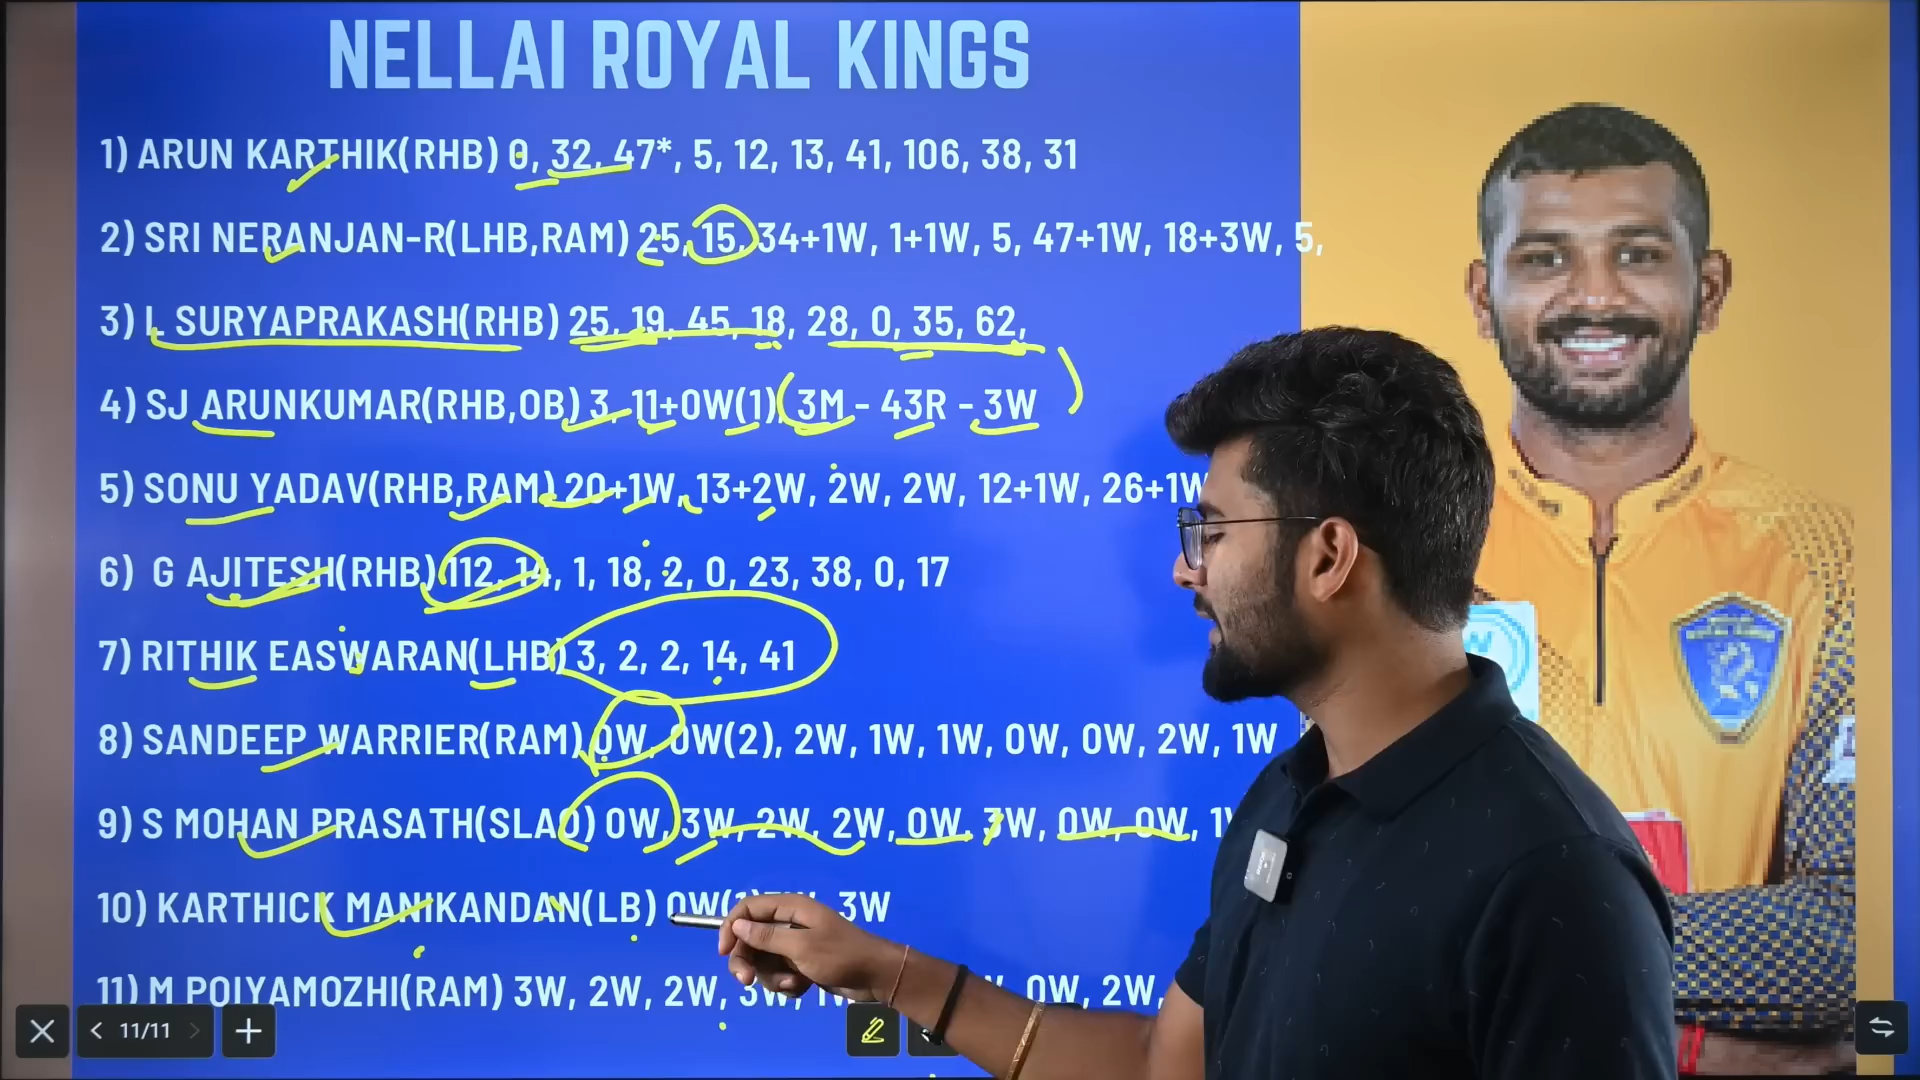 NELLAI ROYAL KINGS
1) ARUN KARTHIK(RHB) 0, 32, 47*, 5, 12, 13, 41, 106, 38, 31
2) SRI NERANJAN-R(LHB,RAM) 25, 15, 34+1W, 1+1W, 5, 47+1W, 18+3W, 5,
3) L SURYAPRAKASH(RHB) 25, 19, 45, 18, 28, 0, 35, 62,
4) SJ ARUNKUMAR(RHB,OB) 3, 11+0W(1), 3M - 43R - 3W
5) SONU YADAV(RHB,RAM) 20+1W, 13+2W, 2W, 2W, 12+1W, 26+1W
6) G AJITESH(RHB) 112, 14, 1, 18, 2, 0, 23, 38, 0, 17
7) RITHIK EASWARAN(LHB) 3, 2, 2, 14, 41
8) SANDEEP WARRIER(RAM) 0W, 0W(2), 2W, 1W, 1W, 0W, 0W, 2W, 1W
9) S MOHAN PRASATH(SLAO) 0W, 3W, 2W, 2W, 0W, 3W, 0W, 0W,
10) KARTHICK MANIKANDAN(LB) 0W(1) 3W
11) M POIYAMOZHI(RAM) 3W, 2W, 2W, 3W, 1W 0W, 2W,
11/11